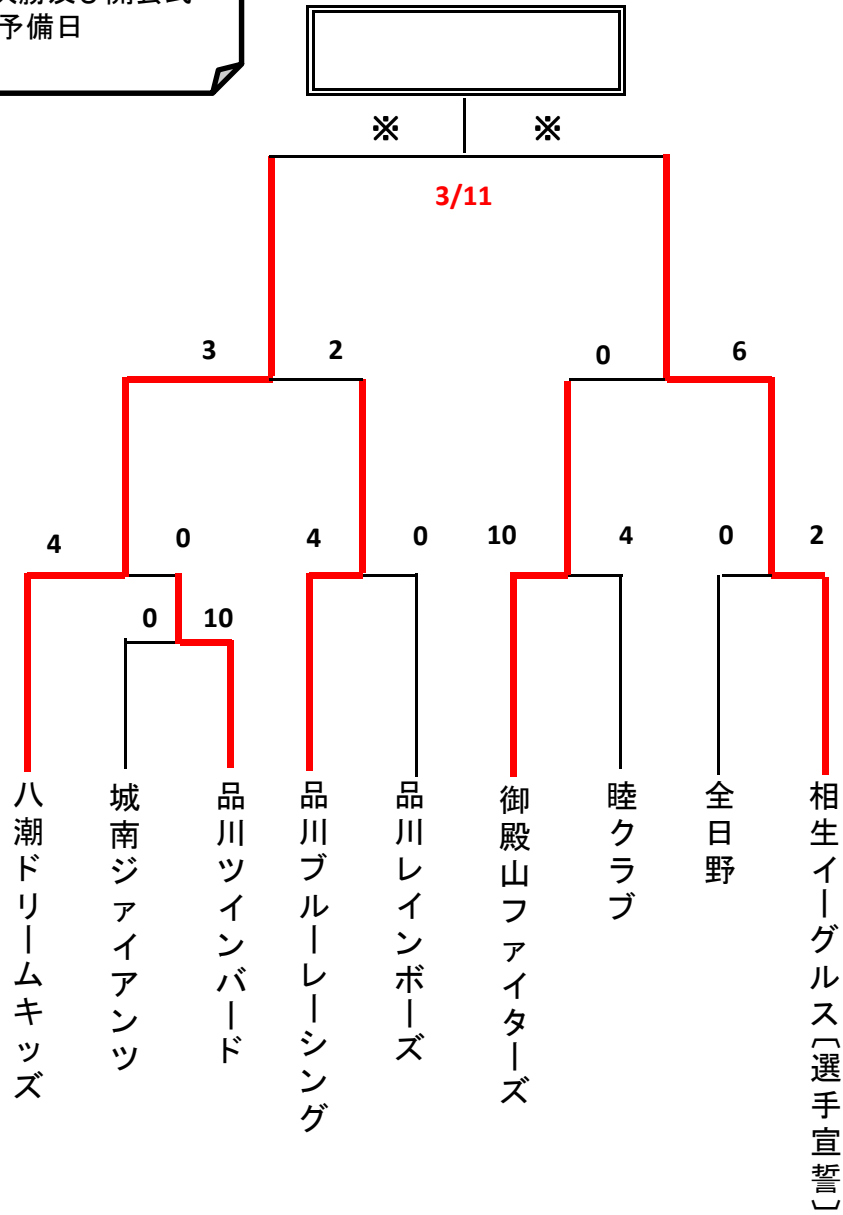 予備日
※ ※
3/11
3 2 0 6
4 0 4 0 10 4 0 2
0 10
八潮ドリームキッズ
城南ジァイアンツ
品川ツインバード
品川ブルーレーシング
品川レインボーズ
御殿山ファイターズ
睦クラブ
全日野
相生イーグルス〔選手宣誓〕